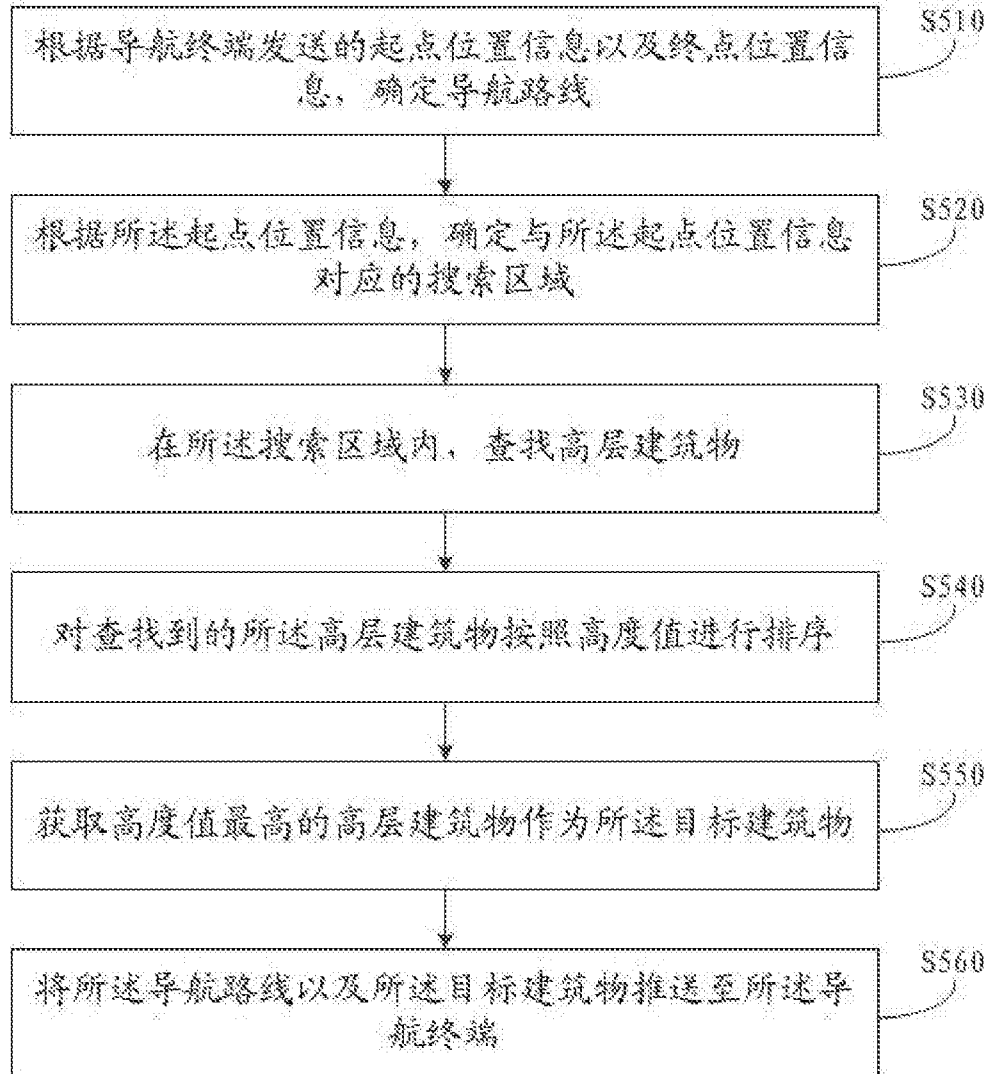 根据导航终端发送的起点位置信息以及终点位置信
息，确定导航路线
S510
根据所述起点位置信息，确定与所述起点位置信息
对应的搜索区域
S520
在所述搜索区域内，查找高层建筑物
S530
对查找到的所述高层建筑物按照高度值进行排序
S540
获取高度值最高的高层建筑物作为所述目标建筑物
S550
将所述导航路线以及所述目标建筑物推送至所述导
航终端
S560